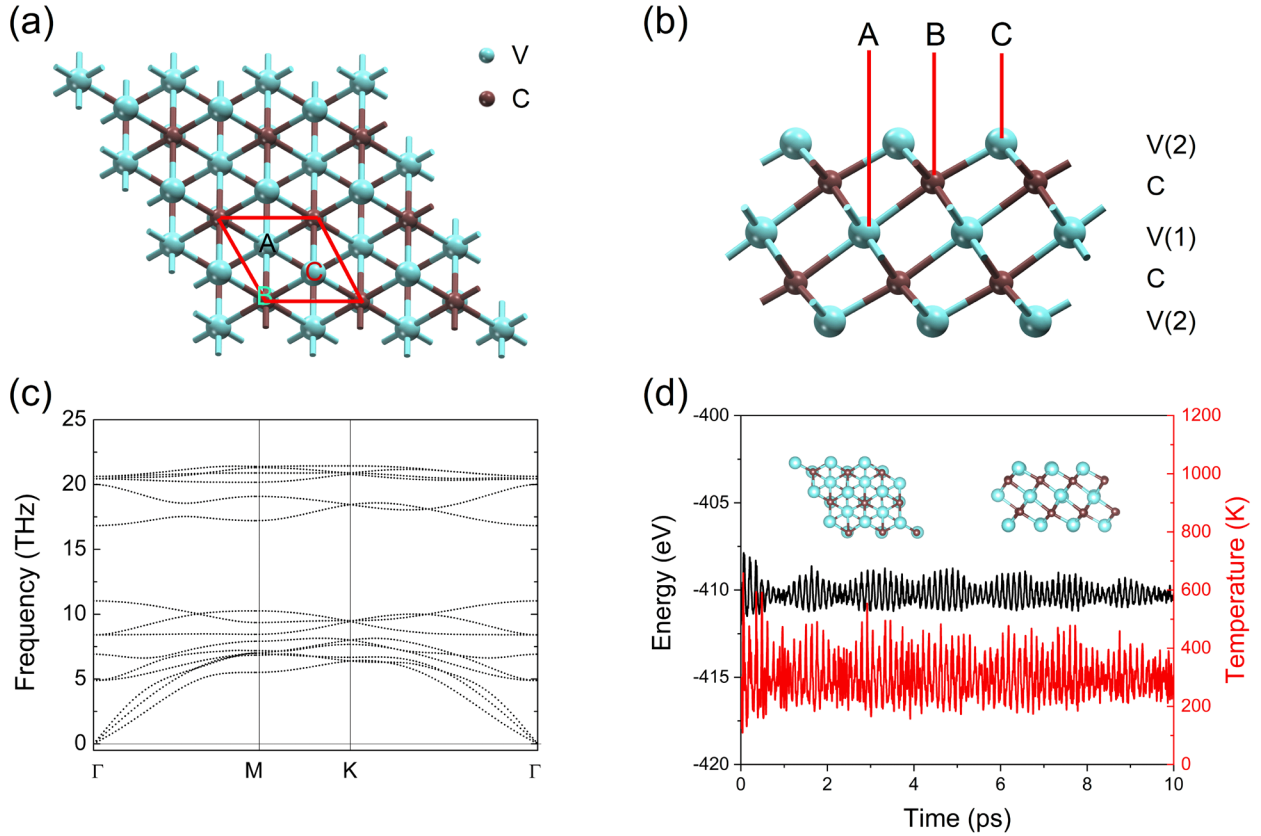 (a)
V
C
A
C
B
(b)
A B C
V(2)
C
V(1)
C
V(2)
(c)
Frequency (THz)
25
20
15
10
5
0
Γ M K Γ
(d)
Energy (eV)
-400
-405
-410
-415
-420
Temperature (K)
1200
1000
800
600
400
200
0
0 2 4 6 8 10
Time (ps)